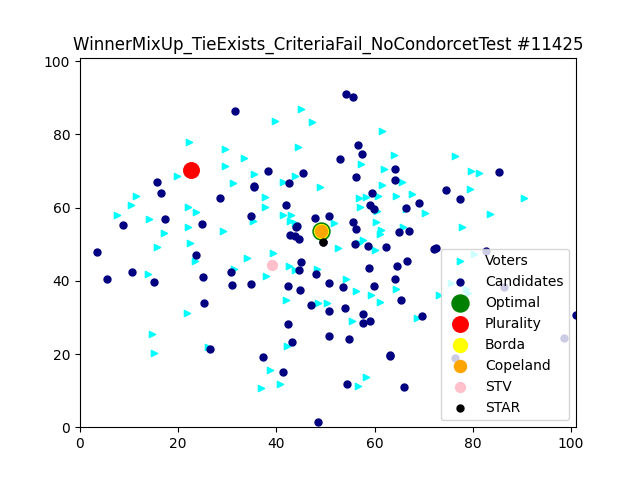 WinnerMixUp_TieExists_CriteriaFail_NoCondorcetTest #11425
100
80
60
40
20
0
0 20 40 60 80 100
Voters
Candidates
Optimal
Plurality
Borda
Copeland
STV
STAR